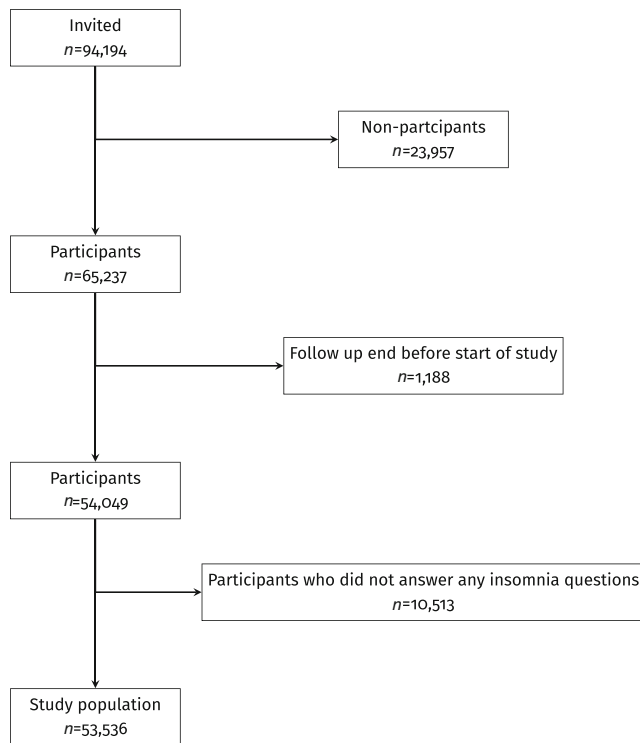 Invited
n=94,194
Non-partcipants
n=23,957
Participants
n=65,237
Follow up end before start of study
n=1,188
Participants
n=54,049
Participants who did not answer any insomnia questions
n=10,513
Study population
n=53,536